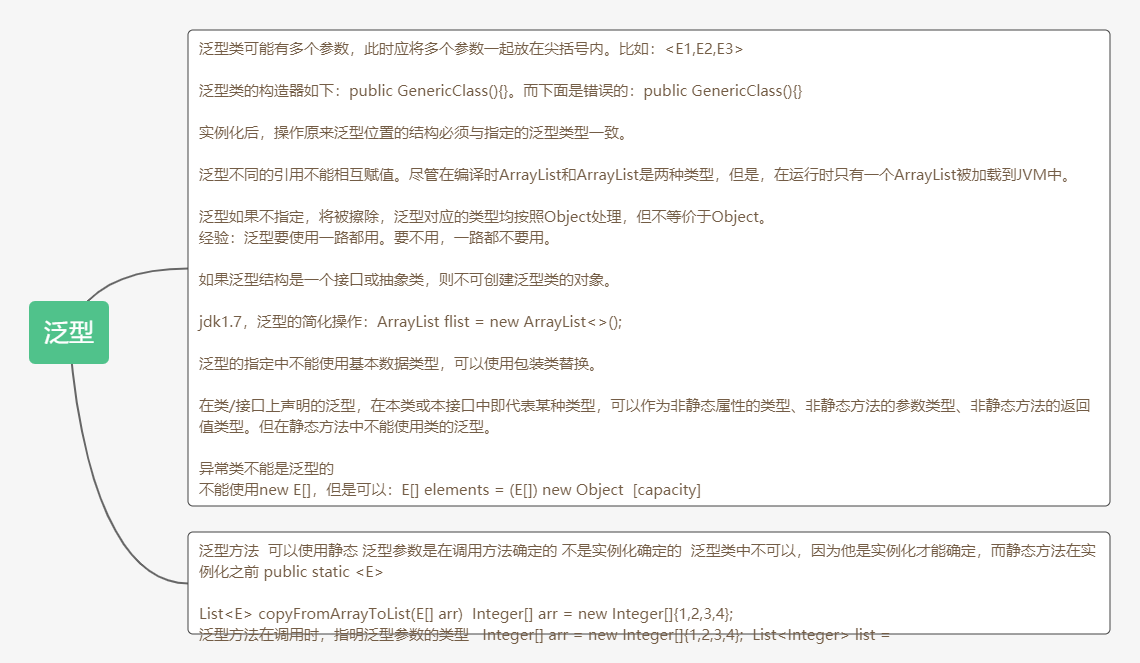 泛型
泛型类可能有多个参数，此时应将多个参数一起放在尖括号内。比如：<E1,E2,E3>
泛型类的构造器如下：public GenericClass(){}。而下面是错误的：public GenericClass(){}
实例化后，操作原来泛型位置的结构必须与指定的泛型类型一致。
泛型不同的引用不能相互赋值。尽管在编译时ArrayList和ArrayList是两种类型，但是，在运行时只有一个ArrayList被加载到JVM中。
泛型如果不指定，将被擦除，泛型对应的类型均按照Object处理，但不等价于Object。
经验：泛型要使用一路都用。要不用，一路都不要用。
如果泛型结构是一个接口或抽象类，则不可创建泛型类的对象。
jdk1.7，泛型的简化操作：ArrayList flist = new ArrayList<>();
泛型的指定中不能使用基本数据类型，可以使用包装类替换。
在类/接口上声明的泛型，在本类或本接口中即代表某种类型，可以作为非静态属性的类型、非静态方法的参数类型、非静态方法的返回
值类型。但在静态方法中不能使用类的泛型。
异常类不能是泛型的
不能使用new E[]，但是可以：E[] elements = (E[]) new Object  [capacity]
泛型方法  可以使用静态 泛型参数是在调用方法确定的 不是实例化确定的  泛型类中不可以，因为他是实例化才能确定，而静态方法在实
例化之前 public static <E>
List<E> copyFromArrayToList(E[] arr)  Integer[] arr = new Integer[]{1,2,3,4};
泛型方法在调用时，指明泛型参数的类型   Integer[] arr = new Integer[]{1,2,3,4};  List<Integer> list =